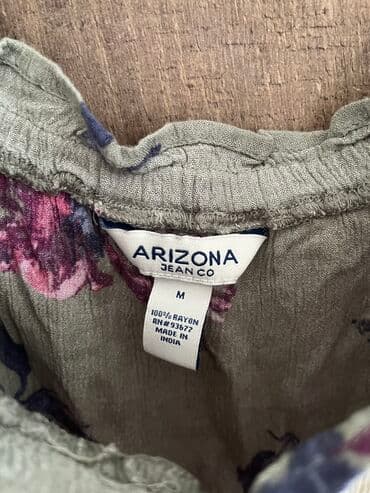 ARIZONA
JEAN CO
M
100% RAYON
RN# 93677
MADE IN
INDIA